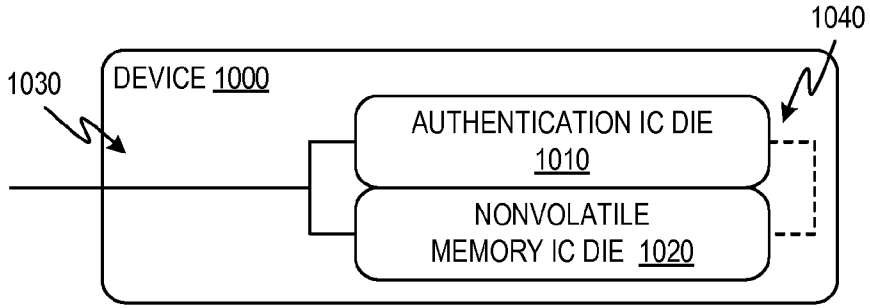 1040
1030
DEVICE 1000
AUTHENTICATION IC DIE
1010
NONVOLATILE
MEMORY IC DIE 1020